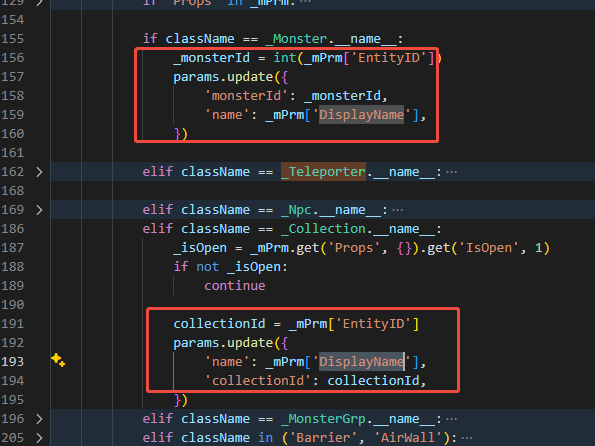 129 if 'Props' in _mPrm:
154
155 if className == _Monster.__name__:
156 _monsterId = int(_mPrm['EntityID'])
157 params.update({
158 'monsterId': _monsterId,
159 'name': _mPrm['DisplayName'],
160 })
161
162 elif className == _Teleporter.__name__:···
168
169 elif className == _Npc.__name__:···
186 elif className == _Collection.__name__:
187 _isOpen = _mPrm.get('Props', {}).get('IsOpen', 1)
188 if not _isOpen:
189 continue
190
191 collectionId = _mPrm['EntityID']
192 params.update({
193 'name': _mPrm['DisplayName'],
194 'collectionId': collectionId,
195 })
196 elif className == _MonsterGrp.__name__:···
205 elif className in ('Barrier', 'AirWall'):···